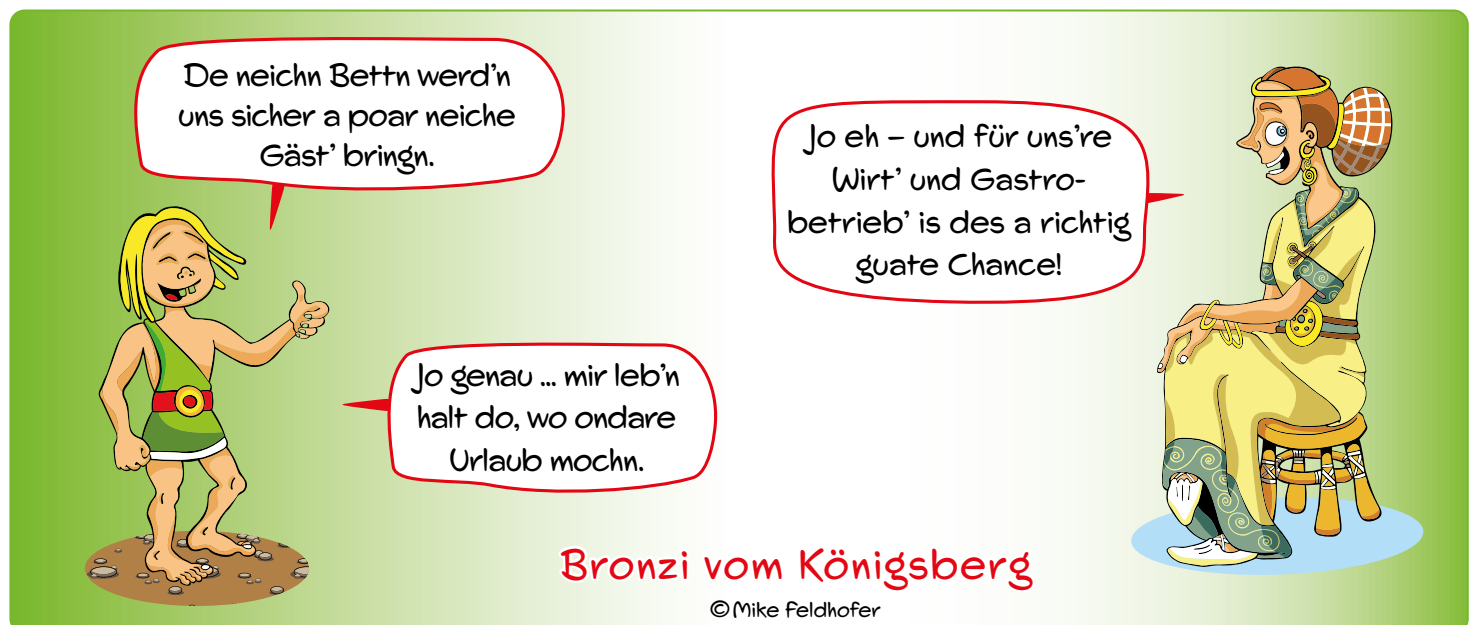 De neichn Bettn werd'n
uns sicher a poar neiche
Gäst' bringn.
Jo eh – und für uns're
Wirt' und Gastro-
betrieb' is des a richtig
guate Chance!
Jo genau ... mir leb'n
halt do, wo ondare
Urlaub mochn.
Bronzi vom Königsberg
© Mike Feldhofer